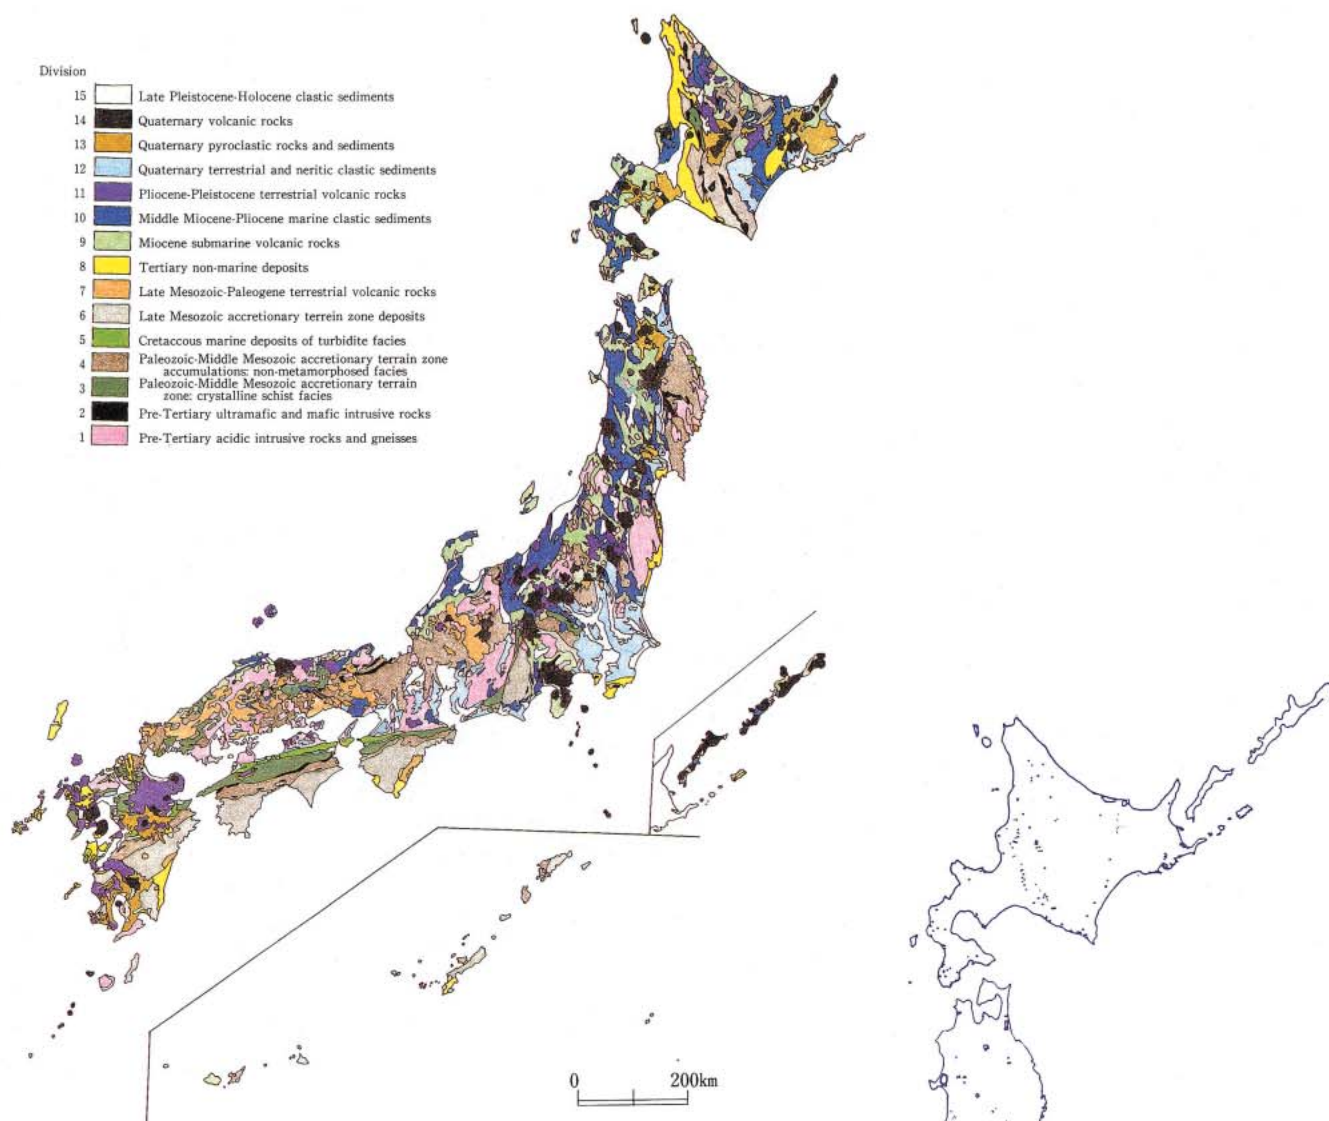 Division
15 Late Pleistocene-Holocene clastic sediments
14 Quaternary volcanic rocks
13 Quaternary pyroclastic rocks and sediments
12 Quaternary terrestrial and neritic clastic sediments
11 Pliocene-Pleistocene terrestrial volcanic rocks
10 Middle Miocene-Pliocene marine clastic sediments
9 Miocene submarine volcanic rocks
8 Tertiary non-marine deposits
7 Late Mesozoic-Paleogene terrestrial volcanic rocks
6 Late Mesozoic accretionary terrein zone deposits
5 Cretaccous marine deposits of turbidite facies
4 Paleozoic-Middle Mesozoic accretionary terrain zone
accumulations: non-metamorphosed facies
3 Paleozoic-Middle Mesozoic accretionary terrain
zone: crystalline schist facies
2 Pre-Tertiary ultramafic and mafic intrusive rocks
1 Pre-Tertiary acidic intrusive rocks and gneisses
0 200km